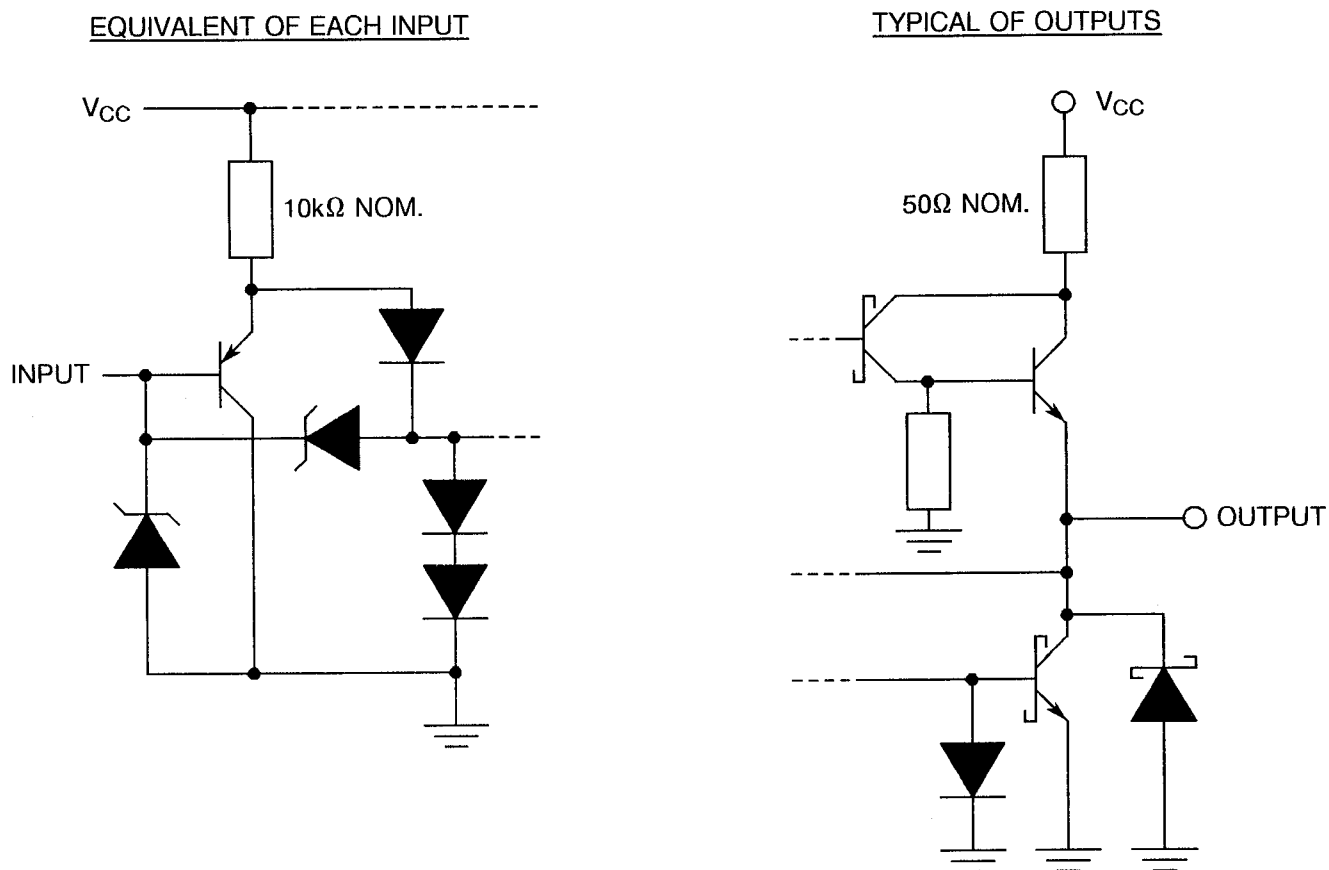 EQUIVALENT OF EACH INPUT
VCC
10kΩ NOM.
INPUT
TYPICAL OF OUTPUTS
VCC
50Ω NOM.
OUTPUT